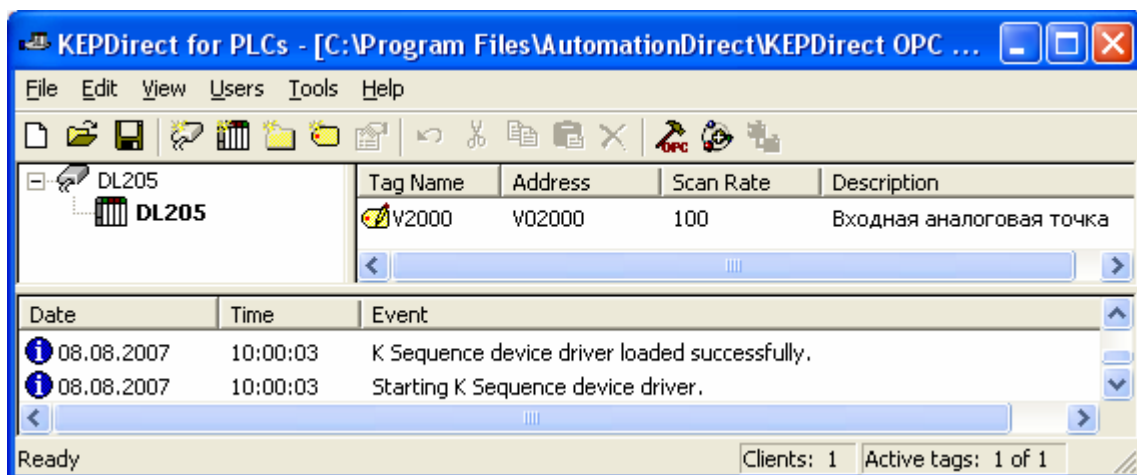 KEPDirect for PLCs - [C:\Program Files\AutomationDirect\KEPDirect OPC ...
File Edit View Users Tools Help
OPC
DL205
DL205
Tag Name Address Scan Rate Description
V2000 V02000 100 Входная аналоговая точка
Date Time Event
08.08.2007 10:00:03 K Sequence device driver loaded successfully.
08.08.2007 10:00:03 Starting K Sequence device driver.
Ready Clients: 1 Active tags: 1 of 1